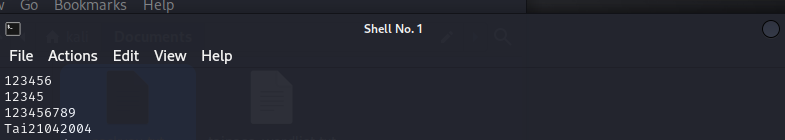 Go Bookmarks Help
Shell No. 1
File Actions Edit View Help
123456
12345
123456789
Tai21042004